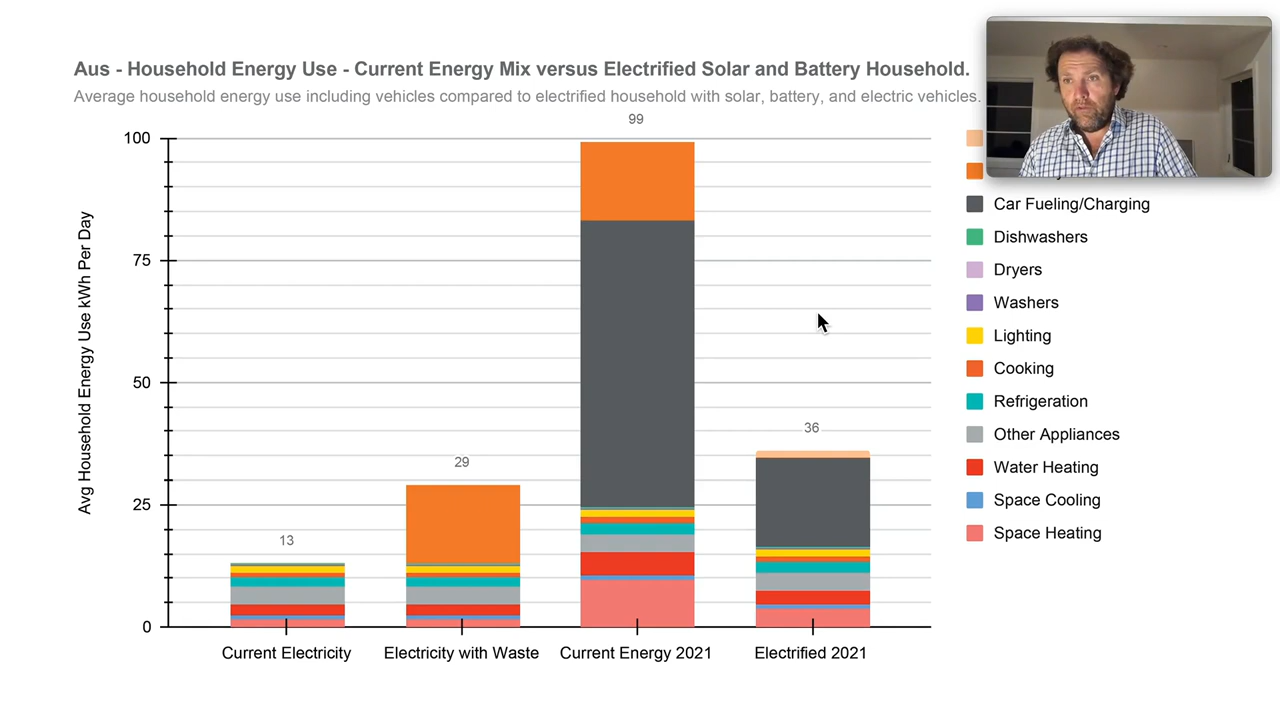 Aus - Household Energy Use - Current Energy Mix versus Electrified Solar and Battery Household.
Average household energy use including vehicles compared to electrified household with solar, battery, and electric vehicles.
Avg Household Energy Use kWh Per Day
100
75
50
25
0
13
29
99
36
Current Electricity
Electricity with Waste
Current Energy 2021
Electrified 2021
Car Fueling/Charging
Dishwashers
Dryers
Washers
Lighting
Cooking
Refrigeration
Other Appliances
Water Heating
Space Cooling
Space Heating